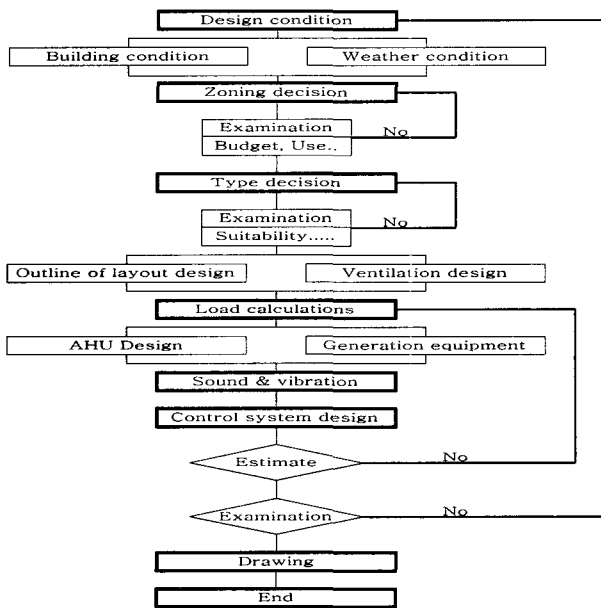 Design condition
Building condition
Weather condition
Zoning decision
Examination
No
Budget, Use..
Type decision
Examination
No
Suitability.....
Outline of layout design
Ventilation design
Load calculations
AHU Design
Generation equipment
Sound & vibration
Control system design
Estimate
No
Examination
No
Drawing
End